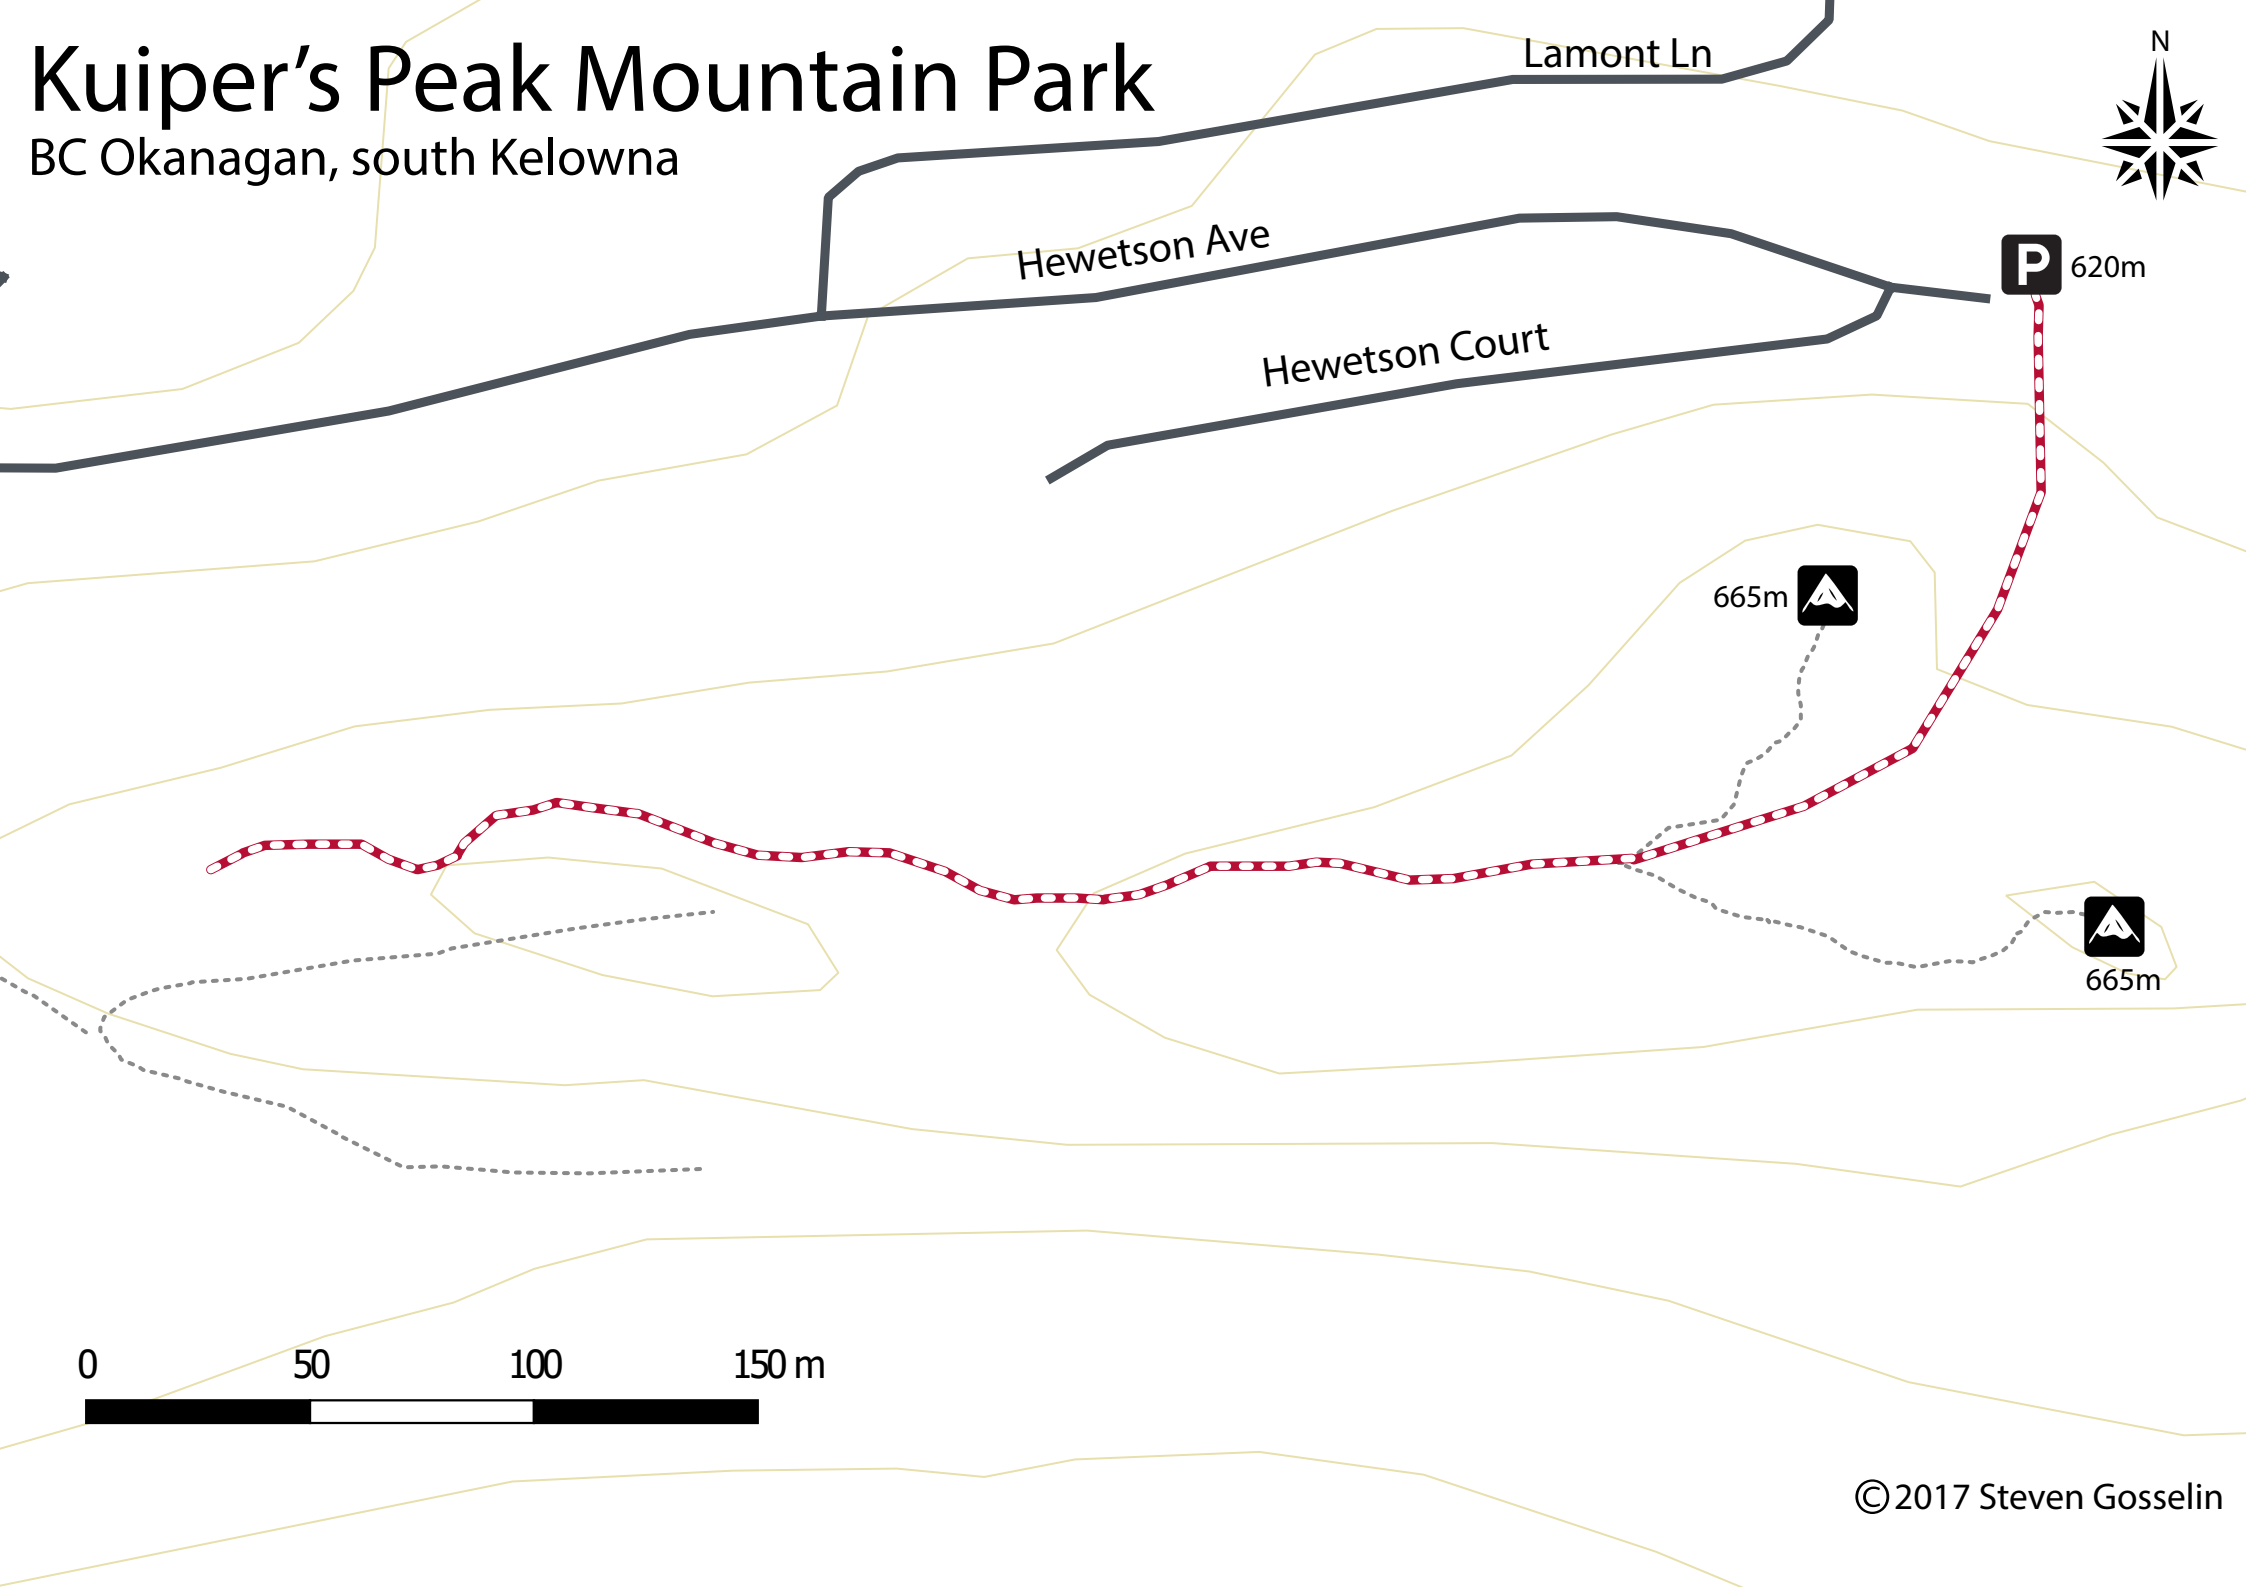 Kuiper’s Peak Mountain Park
BC Okanagan, south Kelowna
Lamont Ln
N
Hewetson Ave
P
620m
Hewetson Court
665m
665m
0 50 100 150 m
©2017 Steven Gosselin